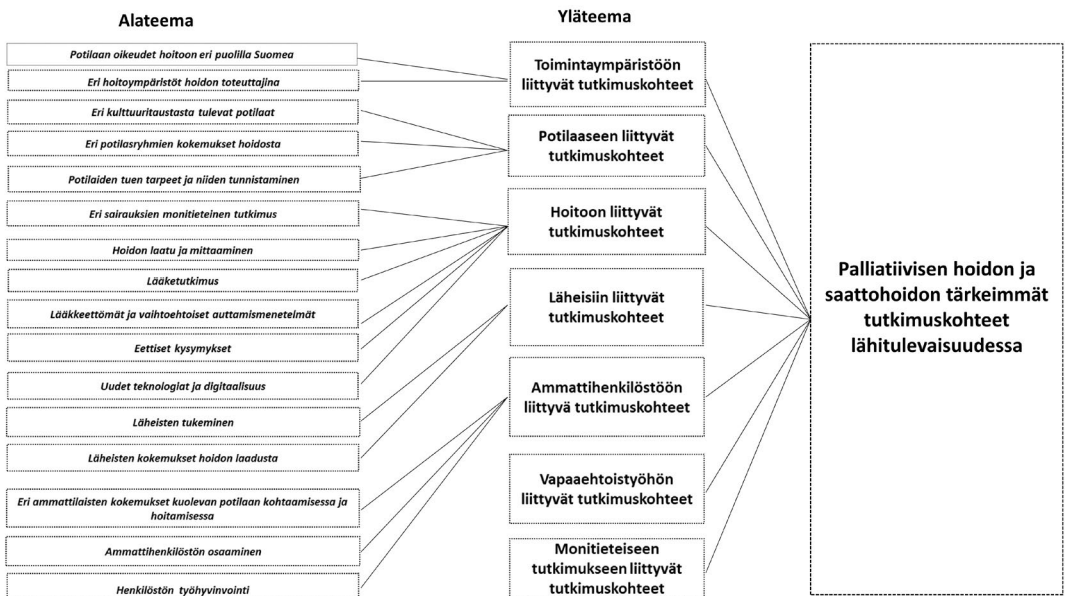 Alateema
Potilaan oikeudet hoitoon eri puolilla Suomea
Eri hoitoympäristöt hoidon toteuttajina
Eri kulttuuritaustasta tulevat potilaat
Eri potilasryhmien kokemukset hoidosta
Potilaiden tuen tarpeet ja niiden tunnistaminen
Eri sairauksien monitieteinen tutkimus
Hoidon laatu ja mittaaminen
Lääketutkimus
Lääkkeettömät ja vaihtoehtoiset auttamismenetelmät
Eettiset kysymykset
Uudet teknologiat ja digitaalisuus
Läheisten tukeminen
Läheisten kokemukset hoidon laadusta
Eri ammattilaisten kokemukset kuolevan potilaan kohtaamisessa ja
hoitamisessa
Ammattihenkilöstön osaaminen
Henkilöstön työhyvinvointi
Yläteema
Toimintaympäristöön
liittyvät tutkimuskohteet
Potilaaseen liittyvät
tutkimuskohteet
Hoitoon liittyvät
tutkimuskohteet
Läheisiin liittyvät
tutkimuskohteet
Ammattihenkilöstöön
liittyvä tutkimuskohteet
Vapaaehtoistyöhön
liittyvät tutkimuskohteet
Monitieteiseen
tutkimukseen liittyvät
tutkimuskohteet
Palliatiivisen hoidon ja
saattohoidon tärkeimmät
tutkimuskohteet
lähitulevaisuudessa